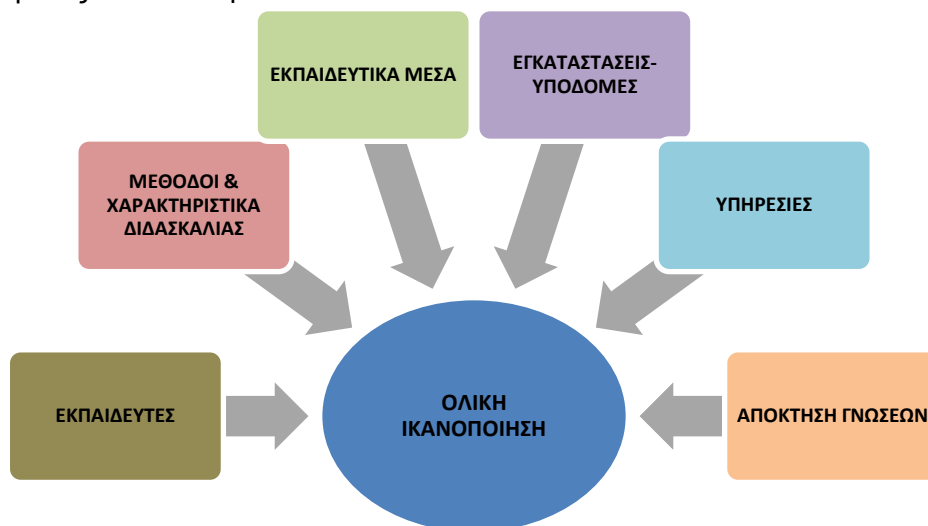 ΕΚΠΑΙΔΕΥΤΙΚΑ ΜΕΣΑ
ΕΓΚΑΤΑΣΤΑΣΕΙΣ-
ΥΠΟΔΟΜΕΣ
ΜΕΘΟΔΟΙ &
ΧΑΡΑΚΤΗΡΙΣΤΙΚΑ
ΔΙΔΑΣΚΑΛΙΑΣ
ΥΠΗΡΕΣΙΕΣ
ΕΚΠΑΙΔΕΥΤΕΣ
ΟΛΙΚΗ
ΙΚΑΝΟΠΟΙΗΣΗ
ΑΠΟΚΤΗΣΗ ΓΝΩΣΕΩΝ